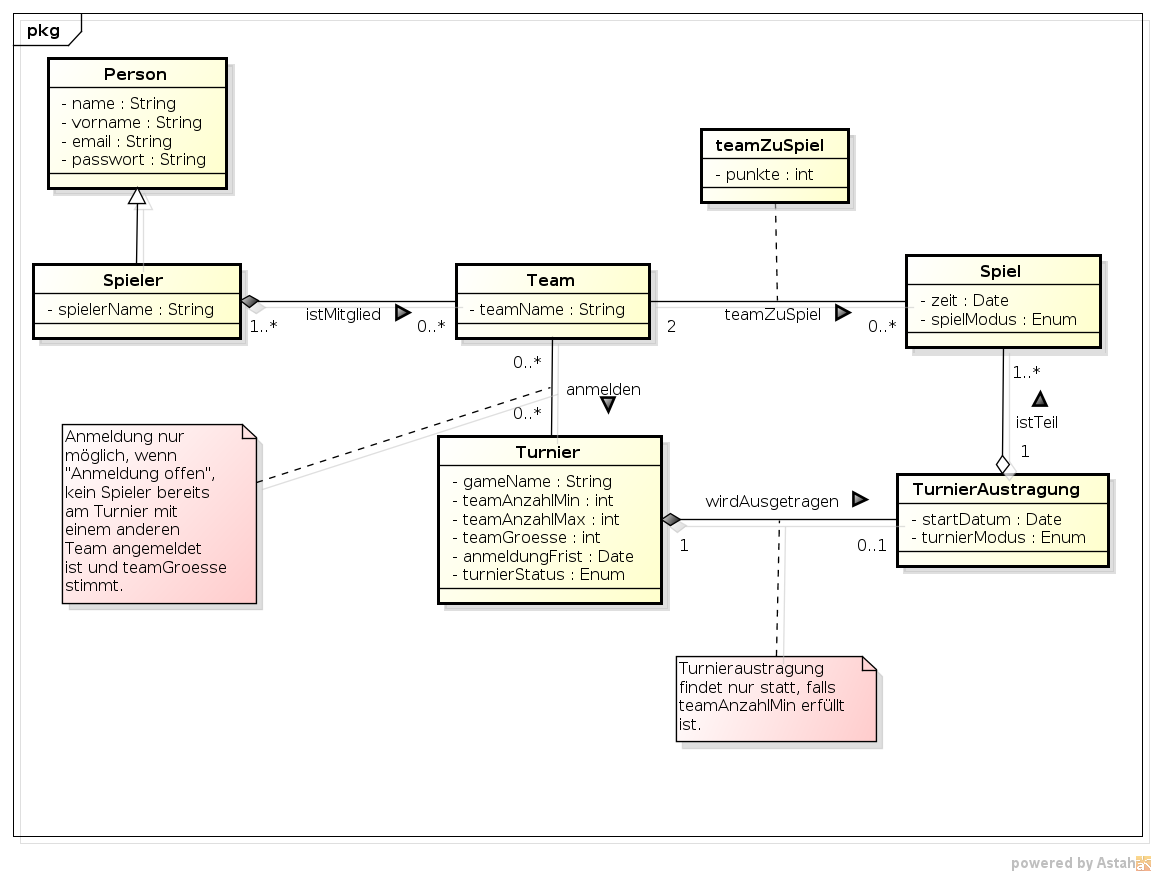 pkg
Person
- name : String
- vorname : String
- email : String
- passwort : String
teamZuSpiel
- punkte : int
Spieler
- spielerName : String
1..*
istMitglied
0..*
Team
- teamName : String
2
teamZuSpiel
0..*
Spiel
- zeit : Date
- spielModus : Enum
0..*
anmelden
0..*
1..*
istTeil
1
Anmeldung nur
möglich, wenn
"Anmeldung offen",
kein Spieler bereits
am Turnier mit
einem anderen
Team angemeldet
ist und teamGroesse
stimmt.
Turnier
- gameName : String
- teamAnzahlMin : int
- teamAnzahlMax : int
- teamGroesse : int
- anmeldungFrist : Date
- turnierStatus : Enum
wirdAusgetragen
1
0..1
TurnierAustragung
- startDatum : Date
- turnierModus : Enum
Turnieraustragung
findet nur statt, falls
teamAnzahlMin erfüllt
ist.
powered by Astah